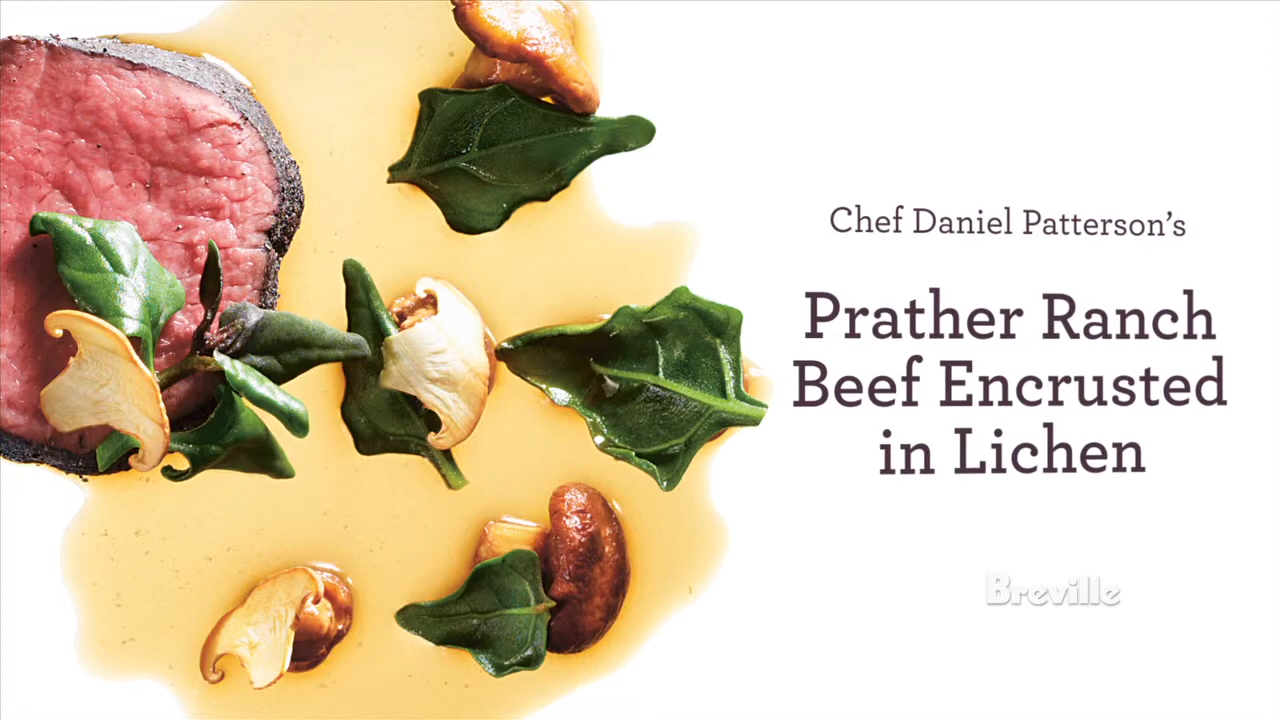 Chef Daniel Patterson’s
Prather Ranch
Beef Encrusted
in Lichen
Breville